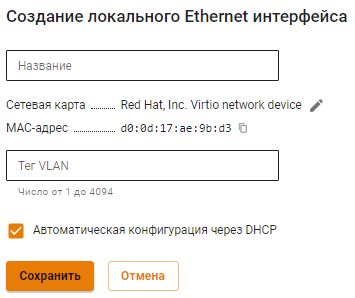 Создание локального Ethernet интерфейса
Название
Сетевая карта ........ Red Hat, Inc. Virtio network device
MAC-адрес ............ d0:0d:17:ae:9b:d3
Тег VLAN
Число от 1 до 4094
Автоматическая конфигурация через DHCP
Сохранить Отмена